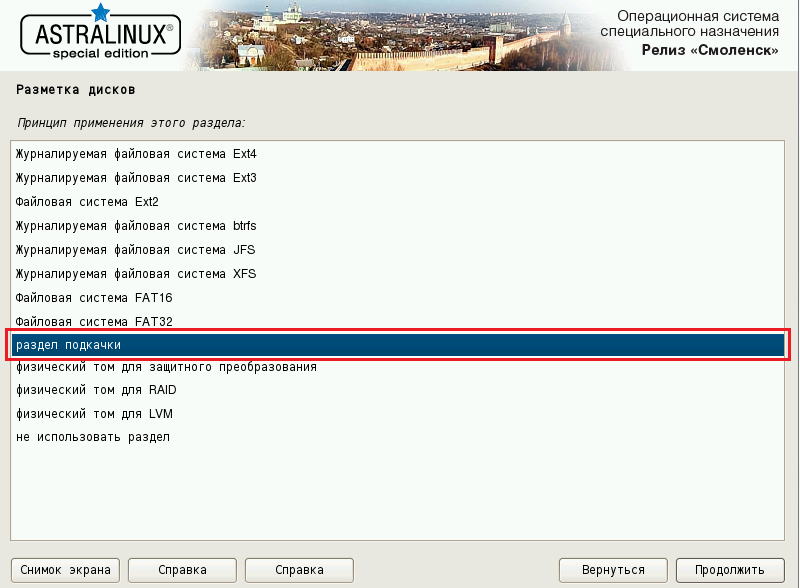 ASTRALINUX®
special edition
Операционная система
специального назначения
Релиз «Смоленск»
Разметка дисков
Принцип применения этого раздела:
Журналируемая файловая система Ext4
Журналируемая файловая система Ext3
Файловая система Ext2
Журналируемая файловая система btrfs
Журналируемая файловая система JFS
Журналируемая файловая система XFS
Файловая система FAT16
Файловая система FAT32
раздел подкачки
физический том для защитного преобразования
физический том для RAID
физический том для LVM
не использовать раздел
Снимок экрана
Справка
Справка
Вернуться
Продолжить